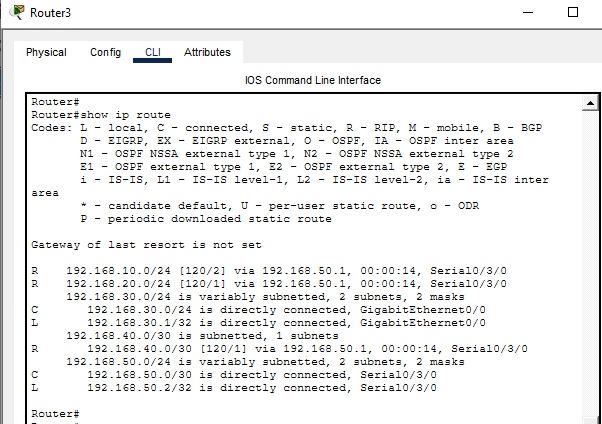 Router3
Physical Config CLI Attributes
IOS Command Line Interface
Router#
Router#show ip route
Codes: L - local, C - connected, S - static, R - RIP, M - mobile, B - BGP
D - EIGRP, EX - EIGRP external, O - OSPF, IA - OSPF inter area
N1 - OSPF NSSA external type 1, N2 - OSPF NSSA external type 2
E1 - OSPF external type 1, E2 - OSPF external type 2, E - EGP
i - IS-IS, L1 - IS-IS level-1, L2 - IS-IS level-2, ia - IS-IS inter
area
* - candidate default, U - per-user static route, o - ODR
P - periodic downloaded static route
Gateway of last resort is not set
R 192.168.10.0/24 [120/2] via 192.168.50.1, 00:00:14, Serial0/3/0
R 192.168.20.0/24 [120/1] via 192.168.50.1, 00:00:14, Serial0/3/0
192.168.30.0/24 is variably subnetted, 2 subnets, 2 masks
C 192.168.30.0/24 is directly connected, GigabitEthernet0/0
L 192.168.30.1/32 is directly connected, GigabitEthernet0/0
192.168.40.0/30 is subnetted, 1 subnets
R 192.168.40.0/30 [120/1] via 192.168.50.1, 00:00:14, Serial0/3/0
192.168.50.0/24 is variably subnetted, 2 subnets, 2 masks
C 192.168.50.0/30 is directly connected, Serial0/3/0
L 192.168.50.2/32 is directly connected, Serial0/3/0
Router#